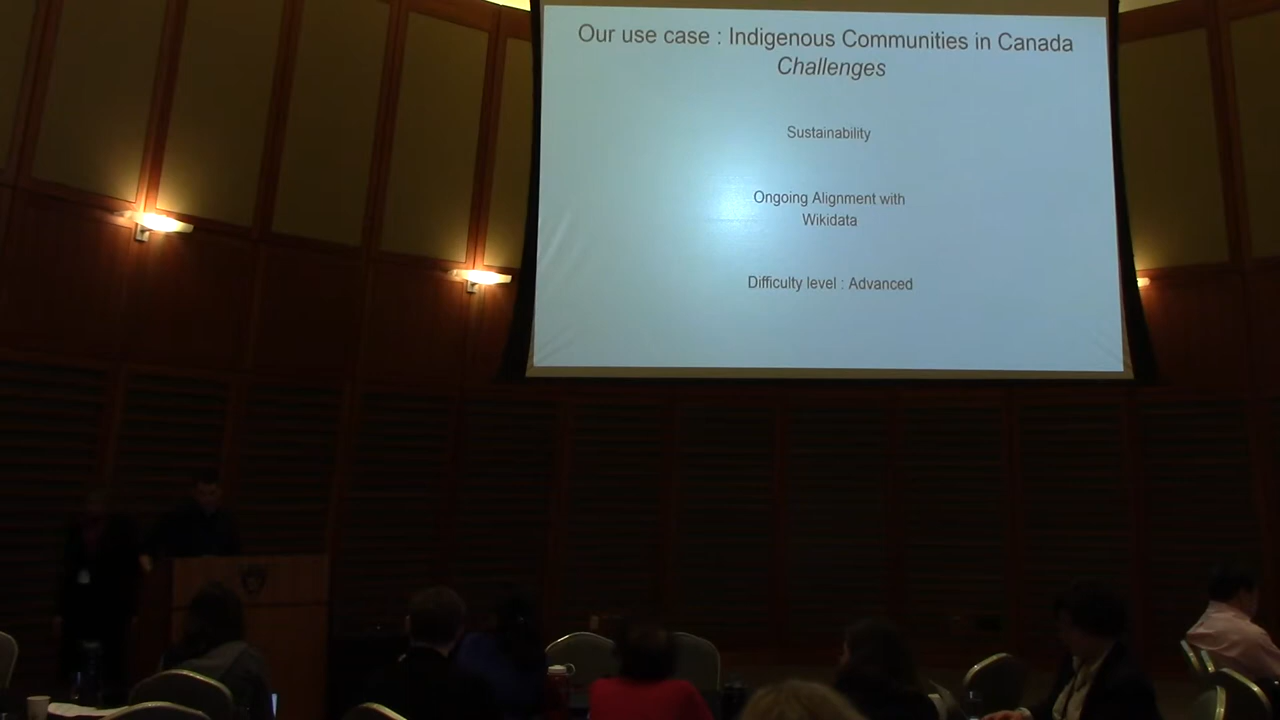 Our use case : Indigenous Communities in Canada
Challenges
Sustainability
Ongoing Alignment with
Wikidata
Difficulty level : Advanced